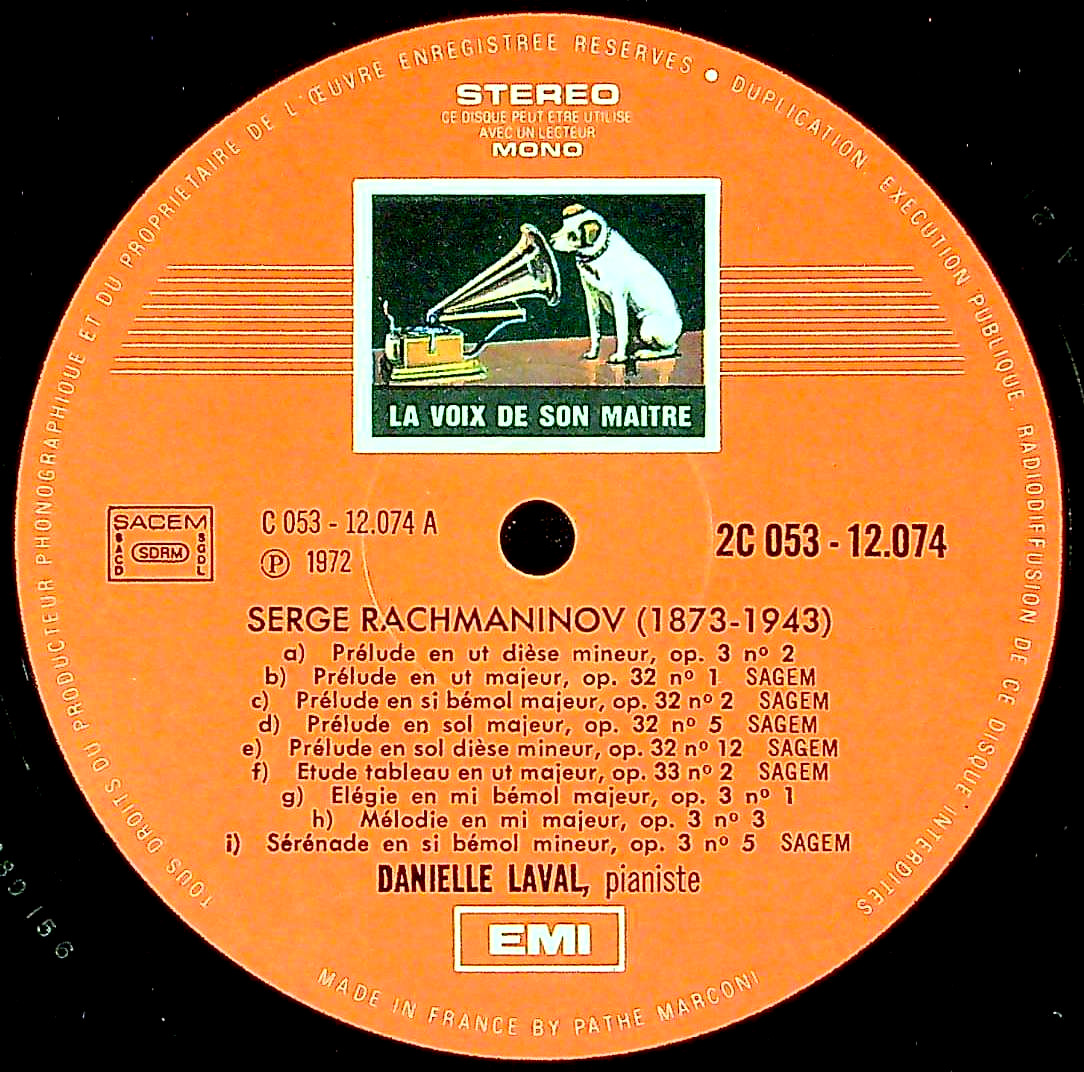 TOUS DROITS DU PRODUCTEUR PHONOGRAPHIQUE ET DU PROPRIETAIRE DE L'ŒUVRE ENREGISTREE RESERVES • DUPLICATION. EXECUTION PUBLIQUE. RADIODIFFUSION DE CE DISQUE INTERDITES
STEREO
CE DISQUE PEUT ETRE UTILISE
AVEC UN LECTEUR
MONO
LA VOIX DE SON MAITRE
SACEM
SACD
SDRM
SGDL
C 053 - 12.074 A
Ⓟ 1972
2C 053 - 12.074
SERGE RACHMANINOV (1873-1943)
a) Prélude en ut dièse mineur, op. 3 nº 2
b) Prélude en ut majeur, op. 32 nº 1 SAGEM
c) Prélude en si bémol majeur, op. 32 nº 2 SAGEM
d) Prélude en sol majeur, op. 32 nº 5 SAGEM
e) Prélude en sol dièse mineur, op. 32 nº 12 SAGEM
f) Etude tableau en ut majeur, op. 33 nº 2 SAGEM
g) Elégie en mi bémol majeur, op. 3 nº 1
h) Mélodie en mi majeur, op. 3 nº 3
i) Sérénade en si bémol mineur, op. 3 nº 5 SAGEM
DANIELLE LAVAL, pianiste
EMI
MADE IN FRANCE BY PATHE MARCONI